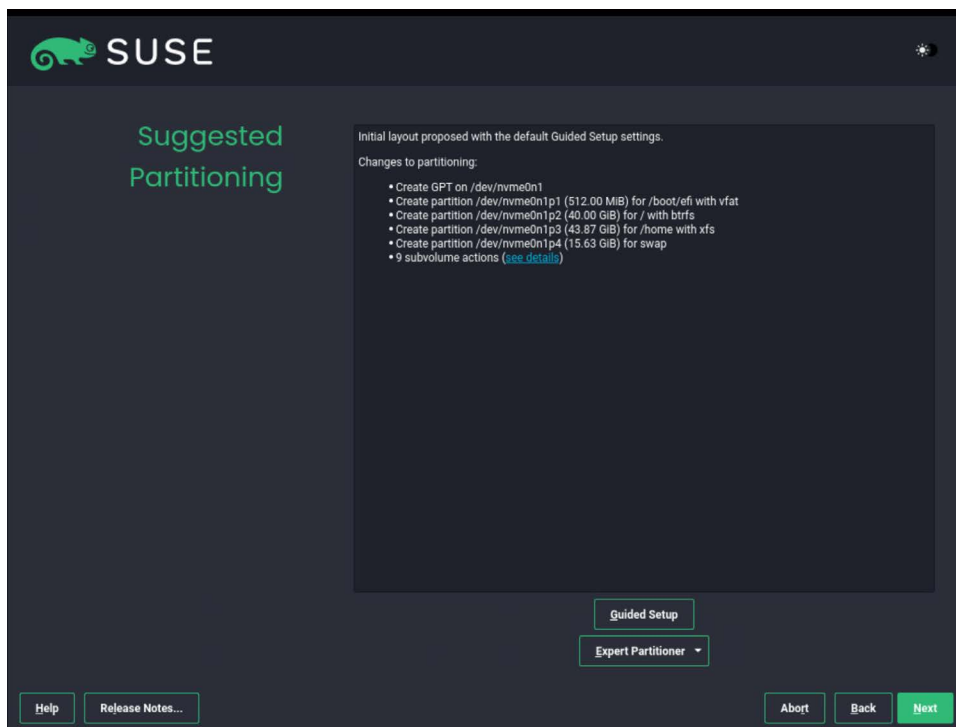 SUSE
Suggested
Partitioning
Initial layout proposed with the default Guided Setup settings.
Changes to partitioning:
• Create GPT on /dev/nvme0n1
• Create partition /dev/nvme0n1p1 (512.00 MiB) for /boot/efi with vfat
• Create partition /dev/nvme0n1p2 (40.00 GiB) for / with btrfs
• Create partition /dev/nvme0n1p3 (43.87 GiB) for /home with xfs
• Create partition /dev/nvme0n1p4 (15.63 GiB) for swap
• 9 subvolume actions (see details)
Guided Setup
Expert Partitioner
Help
Release Notes...
Abort
Back
Next